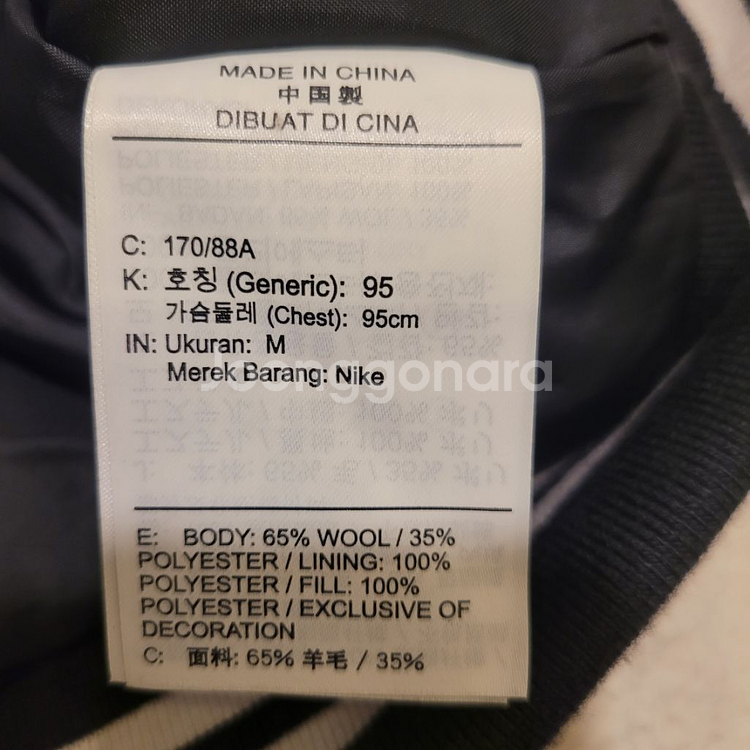 MADE IN CHINA
中国製
DIBUAT DI CINA
C: 170/88A
K: 호칭 (Generic): 95
가슴둘레 (Chest): 95cm
IN: Ukuran: M
Merek Barang: Nike
Joonggonara
E: BODY: 65% WOOL / 35%
POLYESTER / LINING: 100%
POLYESTER / FILL: 100%
POLYESTER / EXCLUSIVE OF
DECORATION
C: 面料: 65% 羊毛 / 35%